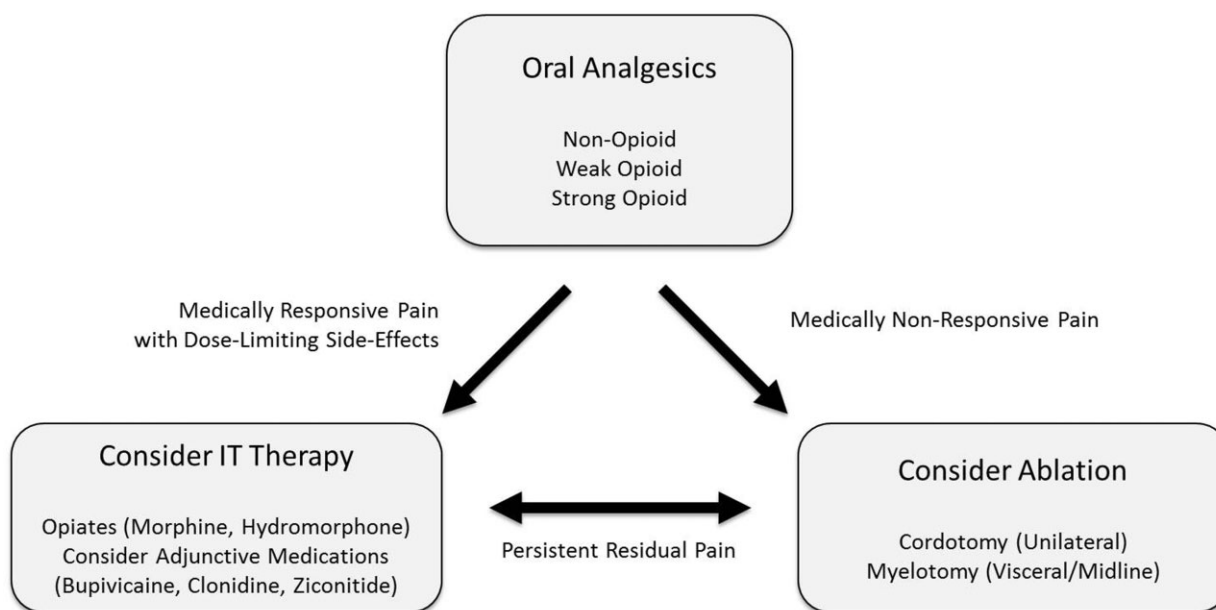 Oral Analgesics
Non-Opioid
Weak Opioid
Strong Opioid
Medically Responsive Pain
with Dose-Limiting Side-Effects
Medically Non-Responsive Pain
Consider IT Therapy
Opiates (Morphine, Hydromorphone)
Consider Adjunctive Medications
(Bupivicaine, Clonidine, Ziconitide)
Persistent Residual Pain
Consider Ablation
Cordotomy (Unilateral)
Myelotomy (Visceral/Midline)